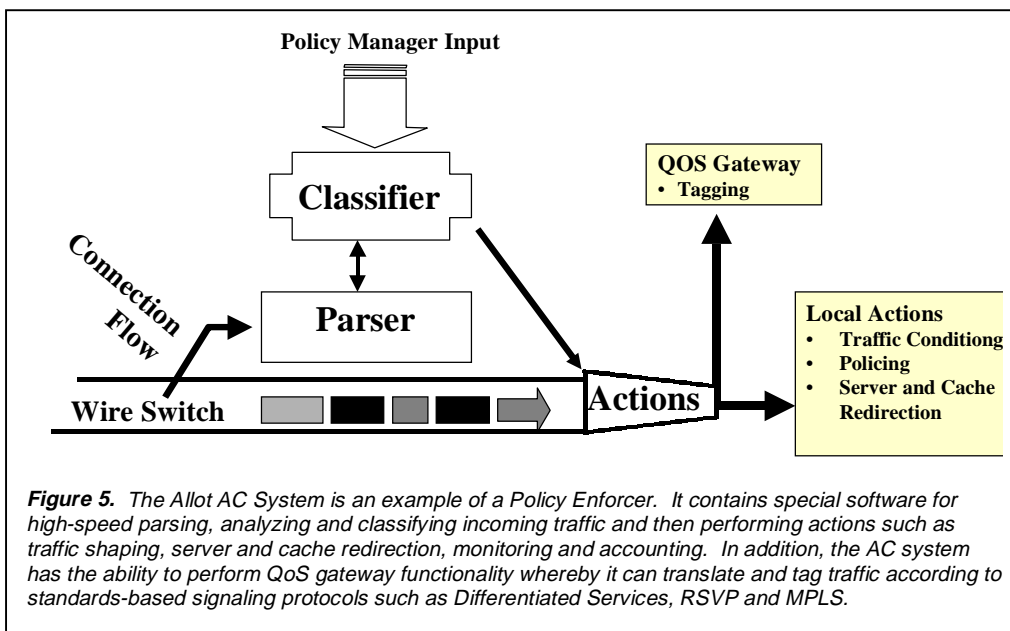 Policy Manager Input
Classifier
QOS Gateway
• Tagging
Connection
Flow
Parser
Local Actions
• Traffic Conditiong
• Policing
• Server and Cache
Redirection
Wire Switch
Actions
Figure 5. The Allot AC System is an example of a Policy Enforcer. It contains special software for
high-speed parsing, analyzing and classifying incoming traffic and then performing actions such as
traffic shaping, server and cache redirection, monitoring and accounting. In addition, the AC system
has the ability to perform QoS gateway functionality whereby it can translate and tag traffic according to
standards-based signaling protocols such as Differentiated Services, RSVP and MPLS.